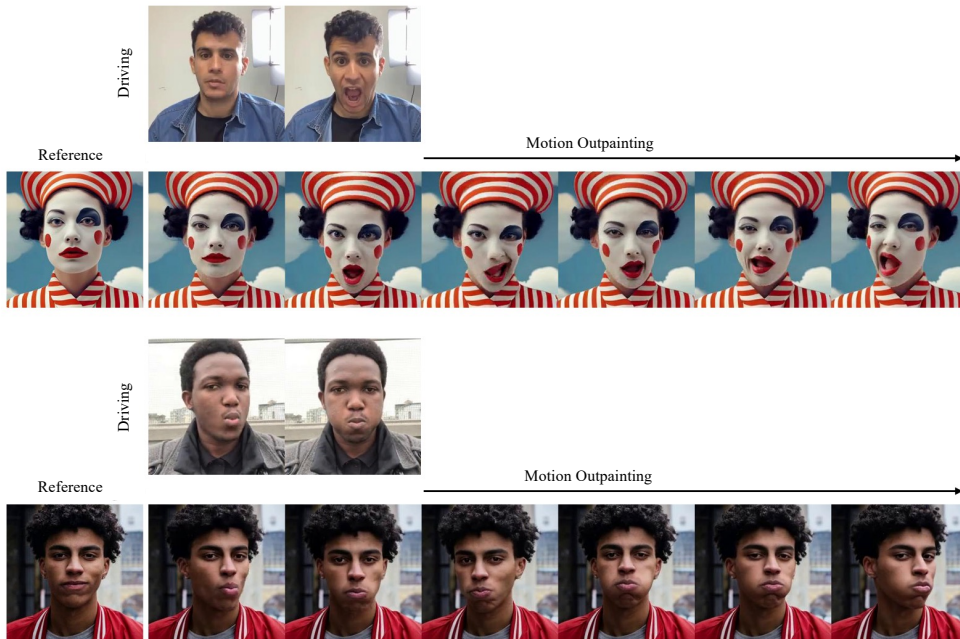 Driving
Motion Outpainting
Reference
Driving
Motion Outpainting
Reference